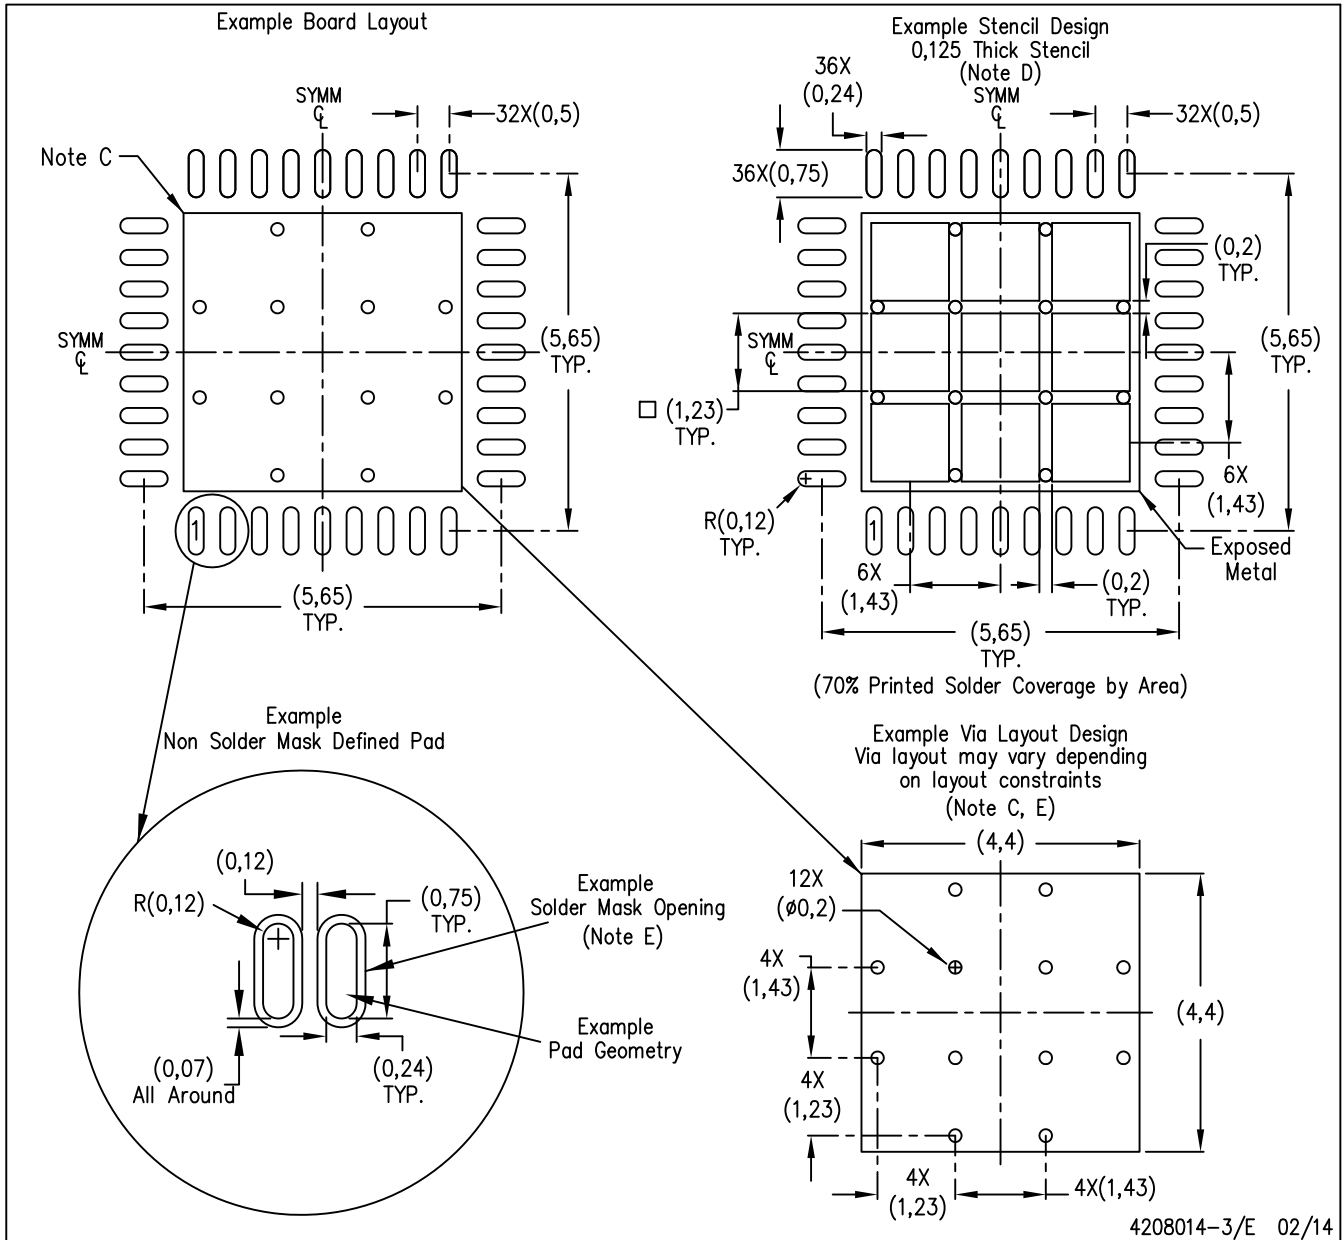 Example Board Layout
SYMM
℄
32X(0,5)
Note C
SYMM
℄
(5,65)
TYP.
1
(5,65)
TYP.
Example Stencil Design
0,125 Thick Stencil
(Note D)
SYMM
℄
36X
(0,24)
32X(0,5)
36X(0,75)
(0,2)
TYP.
SYMM
℄
(5,65)
TYP.
□ (1,23)
TYP.
6X
(1,43)
R(0,12)
TYP.
1
Exposed
Metal
6X
(1,43)
(0,2)
TYP.
(5,65)
TYP.
(70% Printed Solder Coverage by Area)
Example
Non Solder Mask Defined Pad
(0,12)
R(0,12)
(0,75)
TYP.
Example
Solder Mask Opening
(Note E)
Example
Pad Geometry
(0,07)
All Around
(0,24)
TYP.
Example Via Layout Design
Via layout may vary depending
on layout constraints
(Note C, E)
(4,4)
12X
(ø0,2)
4X
(1,43)
(4,4)
4X
(1,23)
4X
(1,23)
4X(1,43)
4208014-3/E 02/14